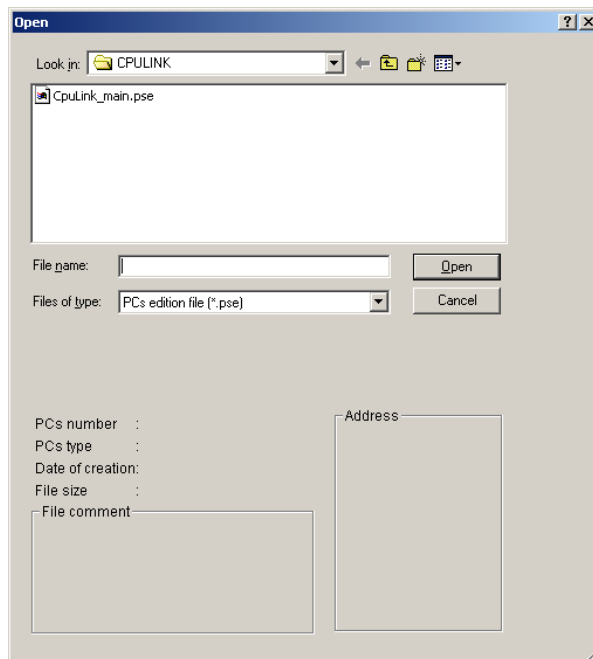 Open
Look in: CPULINK
CpuLink_main.pse
File name: Open
Files of type: PCs edition file (*.pse) Cancel
PCs number :
PCs type :
Date of creation:
File size :
File comment
Address